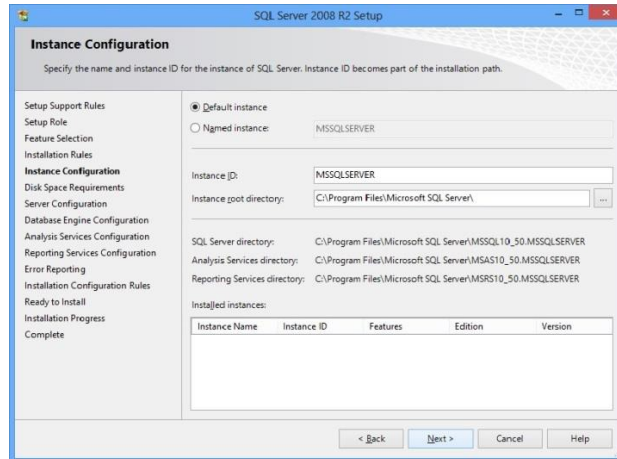 SQL Server 2008 R2 Setup
Instance Configuration
Specify the name and instance ID for the instance of SQL Server. Instance ID becomes part of the installation path.
Setup Support Rules
Setup Role
Feature Selection
Installation Rules
Instance Configuration
Disk Space Requirements
Server Configuration
Database Engine Configuration
Analysis Services Configuration
Reporting Services Configuration
Error Reporting
Installation Configuration Rules
Ready to Install
Installation Progress
Complete
Default instance
Named instance: MSSQLSERVER
Instance ID: MSSQLSERVER
Instance root directory: C:\Program Files\Microsoft SQL Server\ ...
SQL Server directory: C:\Program Files\Microsoft SQL Server\MSSQL10_50.MSSQLSERVER
Analysis Services directory: C:\Program Files\Microsoft SQL Server\MSAS10_50.MSSQLSERVER
Reporting Services directory: C:\Program Files\Microsoft SQL Server\MSRS10_50.MSSQLSERVER
Installed instances:
Instance Name Instance ID Features Edition Version
< Back Next > Cancel Help